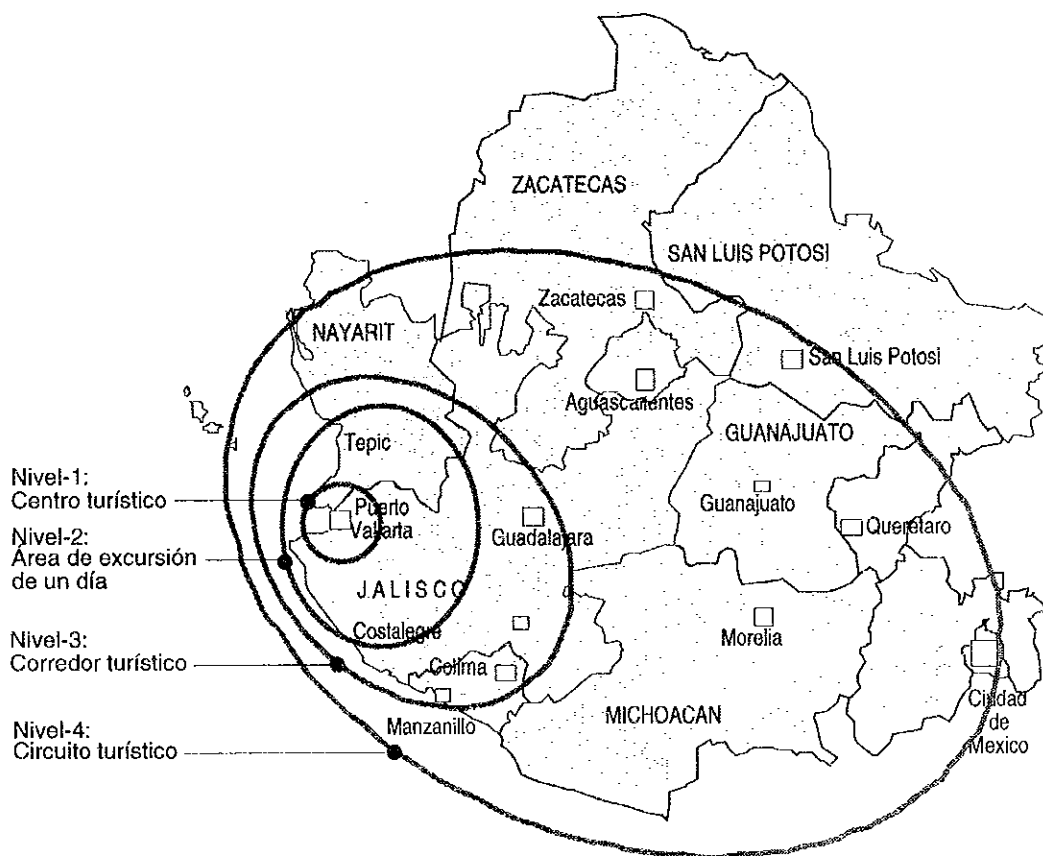 ZACATECAS
SAN LUIS POTOSI
Zacatecas
NAYARIT
San Luis Potosi
Aguascalientes
GUANAJUATO
Tepic
Nivel-1:
Centro turístico
Guanajuato
Puerto
Vallarta
Guadalajara
Querétaro
Nivel-2:
Área de excursión
de un día
JALISCO
Costalegre
Morelia
Nivel-3:
Corredor turístico
Colima
Ciudad
de
Mexico
MICHOACAN
Manzanillo
Nivel-4:
Circuito turístico